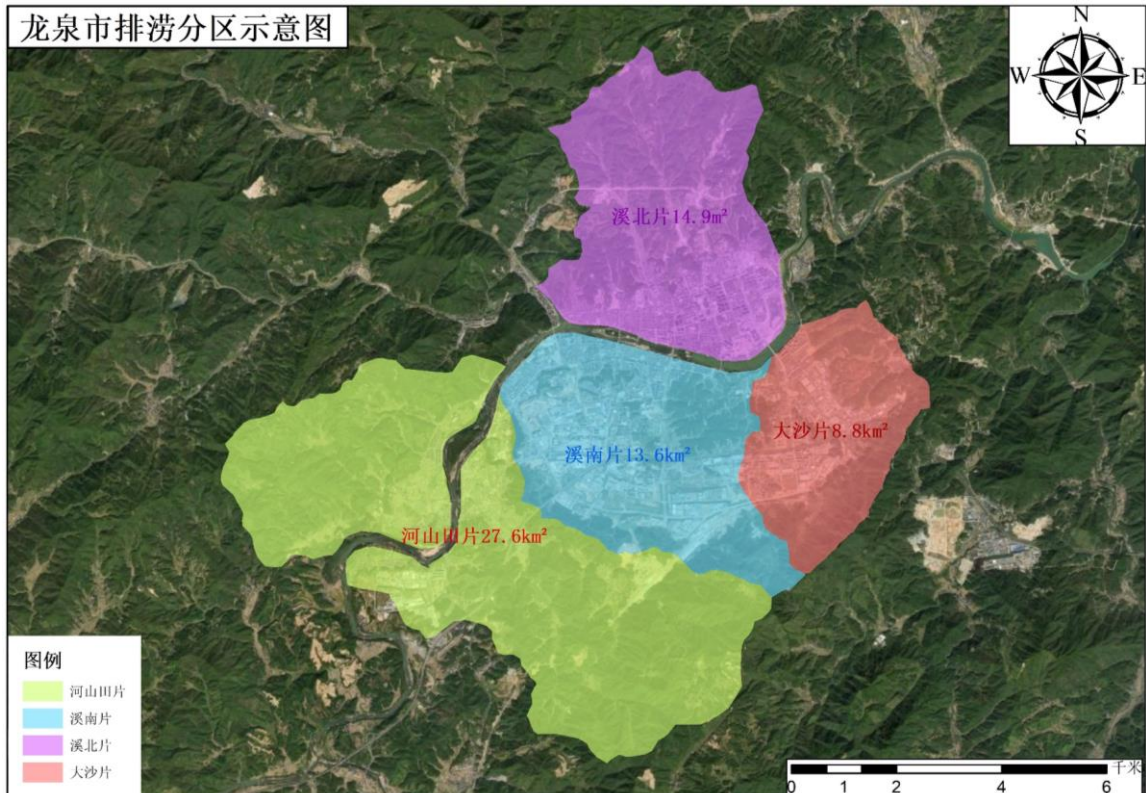 龙泉市排涝分区示意图
N
W E
S
溪北片14.9m²
大沙片8.8km²
溪南片13.6km²
河山田片27.6km²
图例
河山田片
溪南片
溪北片
大沙片
千米
0 1 2 4 6